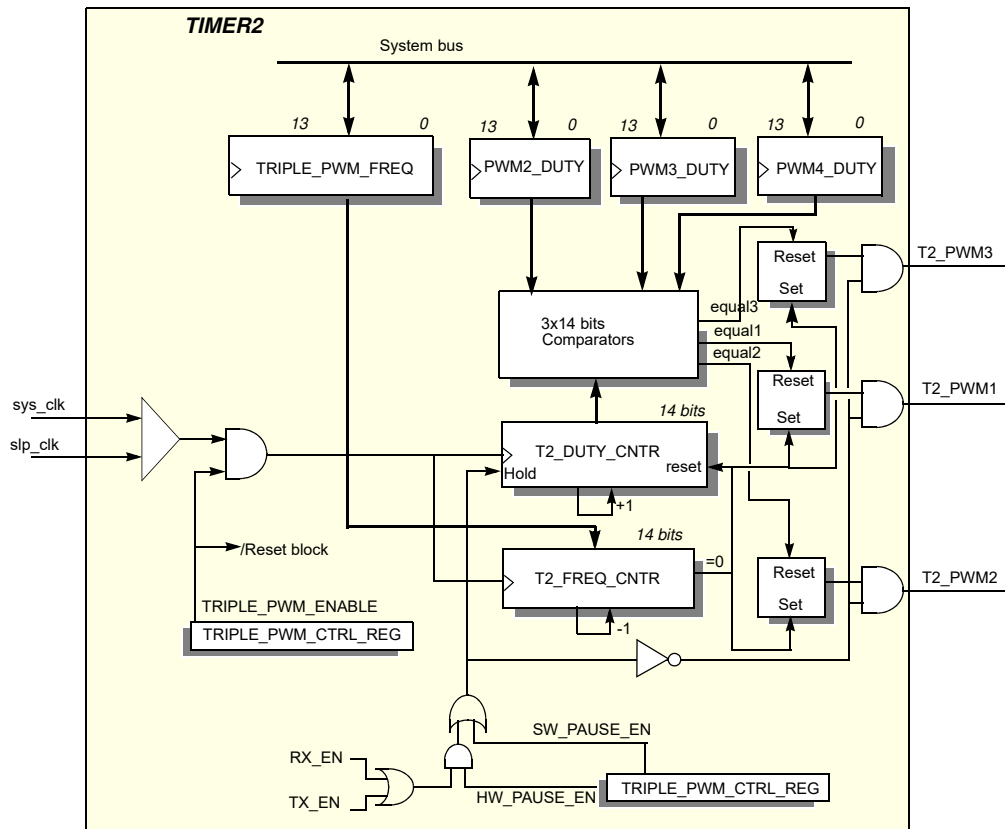 TIMER2
System bus
13 0
13 0
13 0
13 0
TRIPLE_PWM_FREQ
PWM2_DUTY
PWM3_DUTY
PWM4_DUTY
Reset
Set
T2_PWM3
3x14 bits
Comparators
equal3
equal1
equal2
Reset
Set
T2_PWM1
sys_clk
slp_clk
14 bits
T2_DUTY_CNTR
Hold
reset
+1
14 bits
T2_FREQ_CNTR
=0
-1
Reset
Set
T2_PWM2
/Reset block
TRIPLE_PWM_ENABLE
TRIPLE_PWM_CTRL_REG
SW_PAUSE_EN
RX_EN
TX_EN
HW_PAUSE_EN
TRIPLE_PWM_CTRL_REG